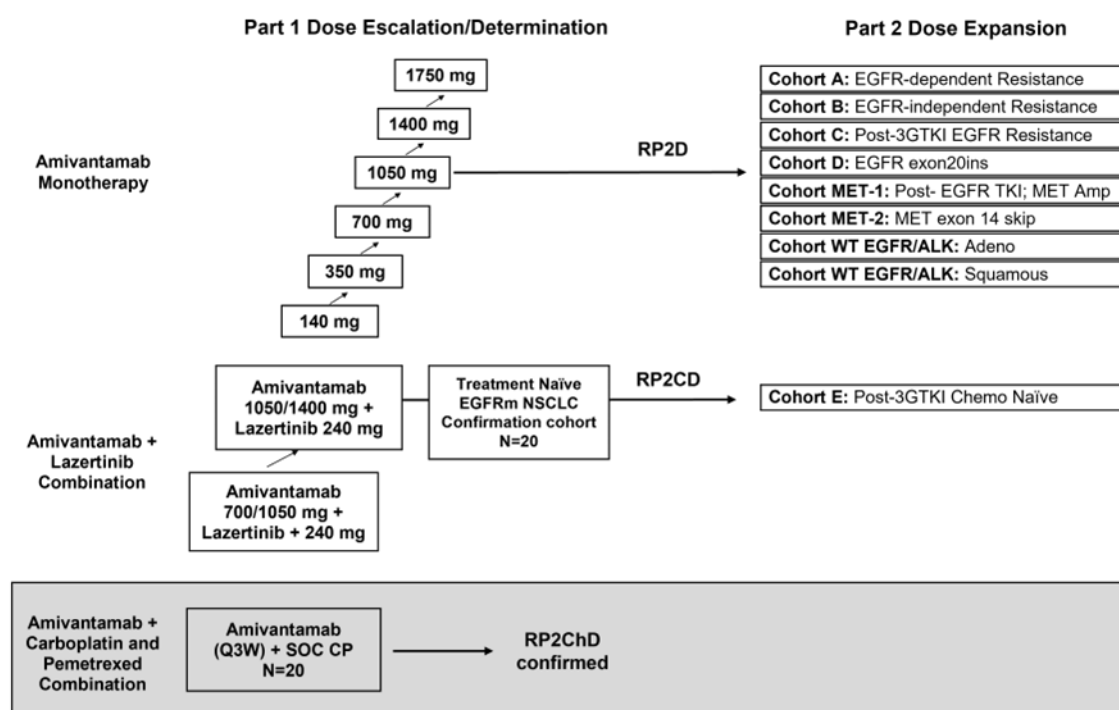 Part 1 Dose Escalation/Determination
Part 2 Dose Expansion
Amivantamab
Monotherapy
1750 mg
1400 mg
1050 mg
700 mg
350 mg
140 mg
RP2D
Cohort A: EGFR-dependent Resistance
Cohort B: EGFR-independent Resistance
Cohort C: Post-3GTKI EGFR Resistance
Cohort D: EGFR exon20ins
Cohort MET-1: Post- EGFR TKI; MET Amp
Cohort MET-2: MET exon 14 skip
Cohort WT EGFR/ALK: Adeno
Cohort WT EGFR/ALK: Squamous
Amivantamab +
Lazertinib
Combination
Amivantamab
1050/1400 mg +
Lazertinib 240 mg
Amivantamab
700/1050 mg +
Lazertinib + 240 mg
Treatment Naïve
EGFRm NSCLC
Confirmation cohort
N=20
RP2CD
Cohort E: Post-3GTKI Chemo Naïve
Amivantamab +
Carboplatin and
Pemetrexed
Combination
Amivantamab
(Q3W) + SOC CP
N=20
RP2ChD
confirmed